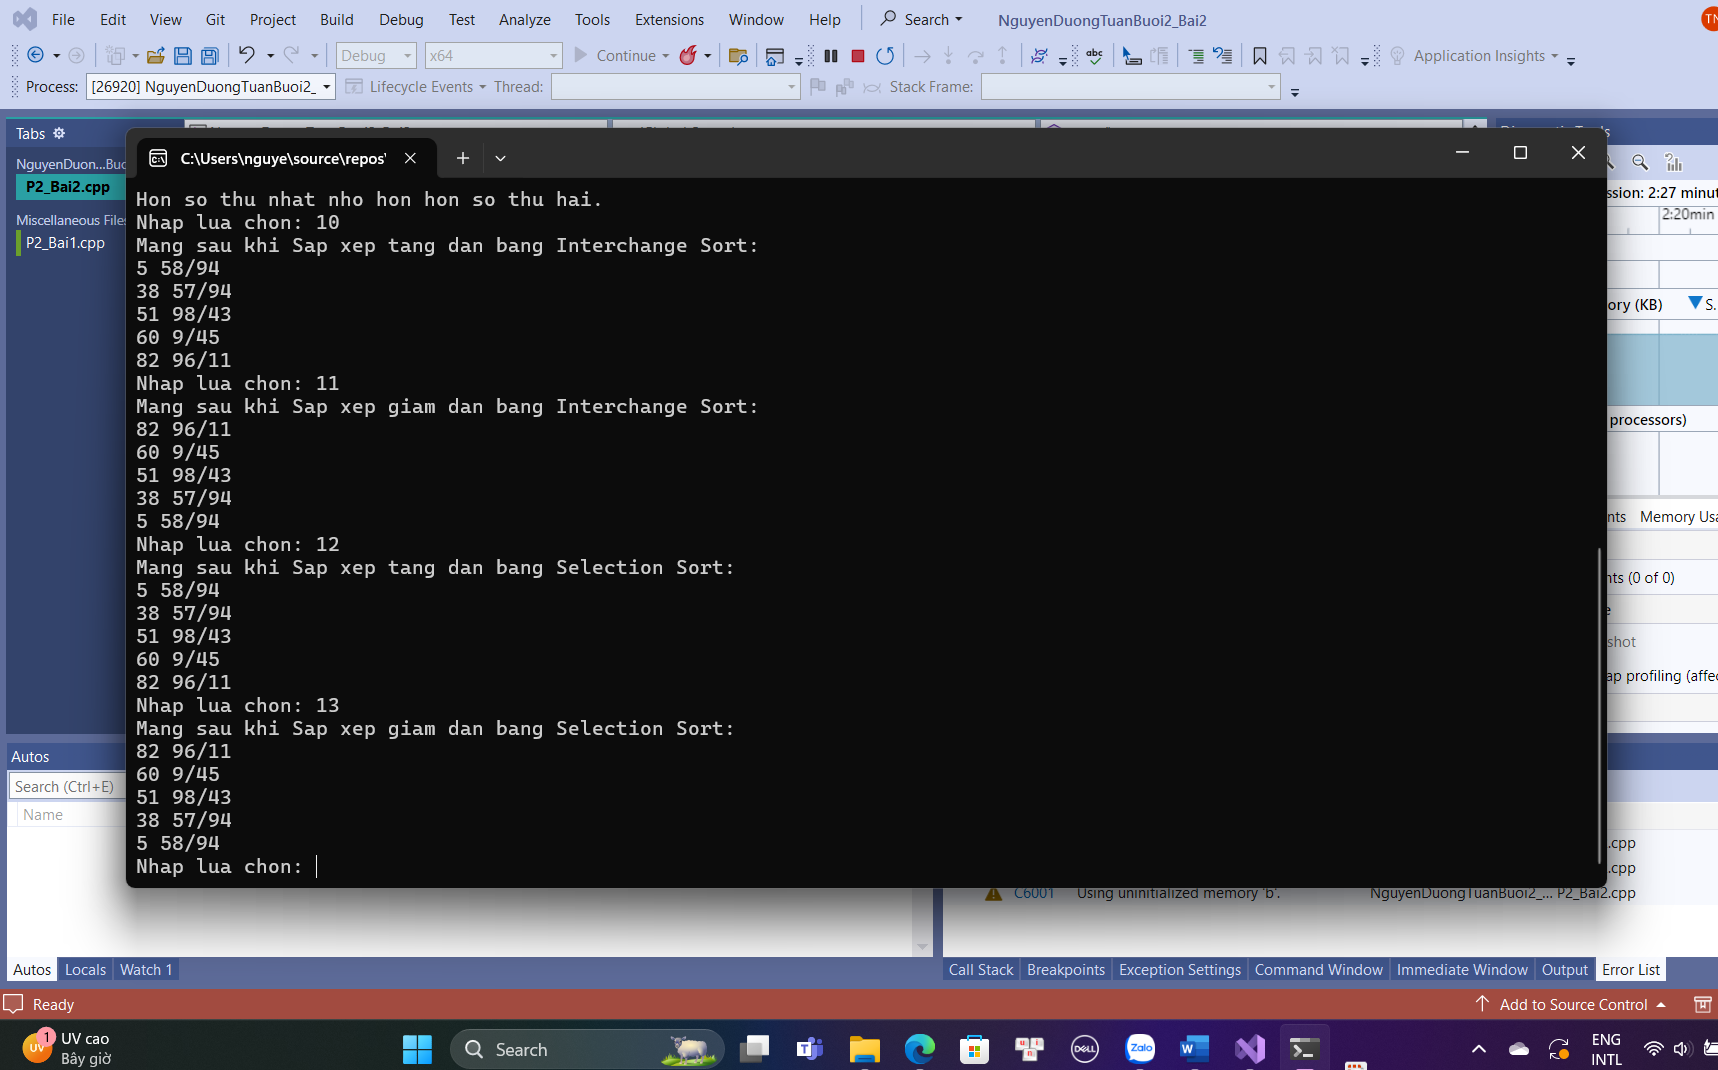 File Edit View Git Project Build Debug Test Analyze Tools Extensions Window Help Search NguyenDuongTuanBuoi2_Bai2
Debug x64 Continue abc Application Insights
Process: [26920] NguyenDuongTuanBuoi2_ Lifecycle Events Thread: Stack Frame:
Tabs
NguyenDuon...Buo
P2_Bai2.cpp
Miscellaneous Files
P2_Bai1.cpp
C:\Users\nguye\source\repos\
Hon so thu nhat nho hon hon so thu hai.
Nhap lua chon: 10
Mang sau khi Sap xep tang dan bang Interchange Sort:
5 58/94
38 57/94
51 98/43
60 9/45
82 96/11
Nhap lua chon: 11
Mang sau khi Sap xep giam dan bang Interchange Sort:
82 96/11
60 9/45
51 98/43
38 57/94
5 58/94
Nhap lua chon: 12
Mang sau khi Sap xep tang dan bang Selection Sort:
5 58/94
38 57/94
51 98/43
60 9/45
82 96/11
Nhap lua chon: 13
Mang sau khi Sap xep giam dan bang Selection Sort:
82 96/11
60 9/45
51 98/43
38 57/94
5 58/94
Nhap lua chon:
ssion: 2:27 minut
2:20min
ory (KB) S.
processors)
nts Memory Usa
nts (0 of 0)
e
shot
ap profiling (affec
.cpp
.cpp
C6001 Using uninitialized memory 'b'. NguyenDuongTuanBuoi2_... P2_Bai2.cpp
Autos
Search (Ctrl+E)
Name
Autos Locals Watch 1
Call Stack Breakpoints Exception Settings Command Window Immediate Window Output Error List
Ready Add to Source Control
UV 1 UV cao
Bây giờ
Search
DELL Zalo W
ENG
INTL
TN